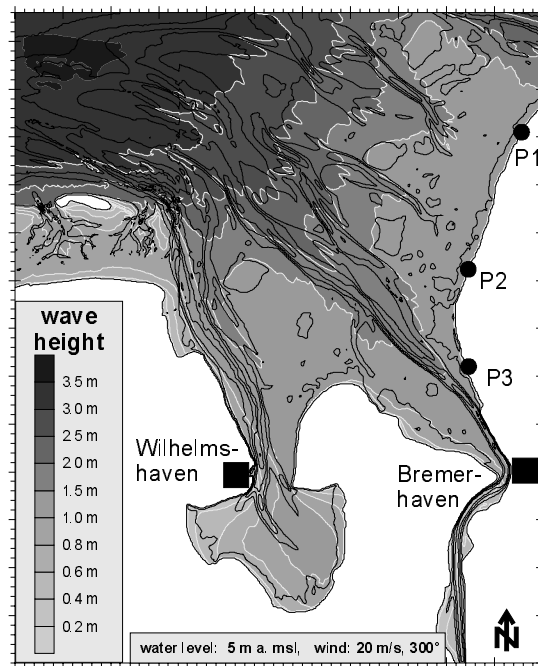 P1
P2
P3
wave
height
3.5 m
3.0 m
2.5 m
2.0 m
1.5 m
1.0 m
0.8 m
0.6 m
0.4 m
0.2 m
Wilhelms-
haven
Bremer-
haven
N
water level: 5 m a. msl, wind: 20 m/s, 300°